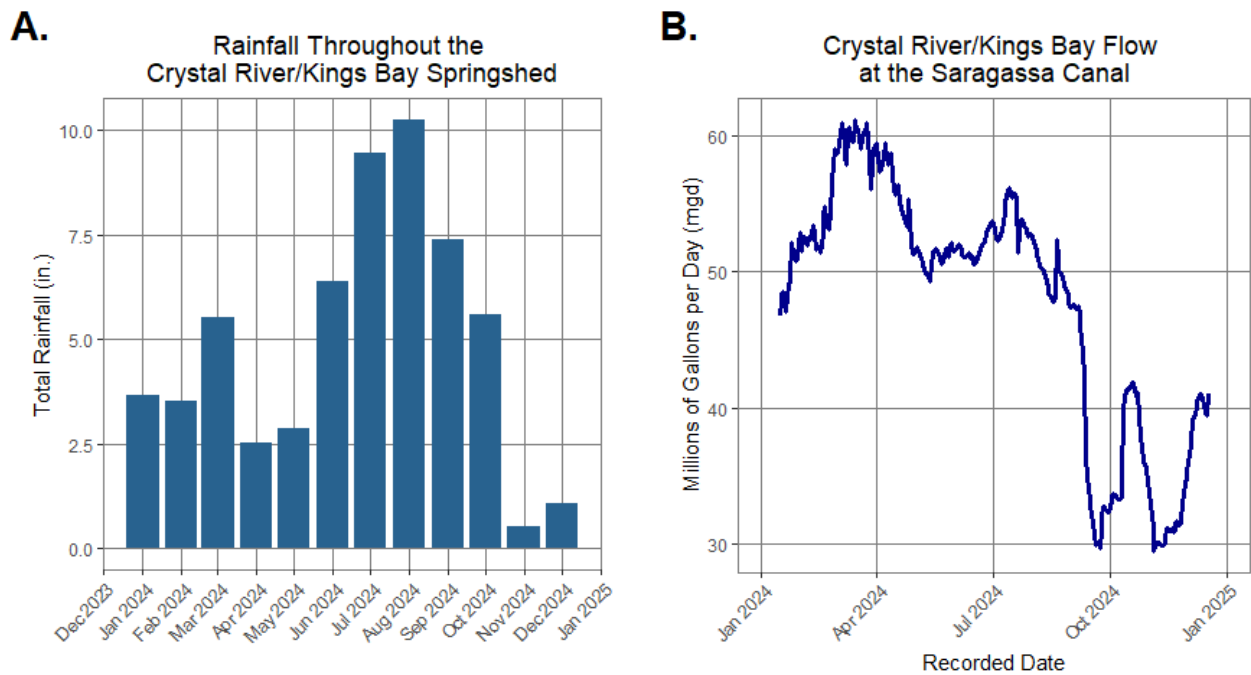 A.
Rainfall Throughout the
Crystal River/Kings Bay Springshed
Total Rainfall (in.)
10.0
7.5
5.0
2.5
0.0
Dec 2023
Jan 2024
Feb 2024
Mar 2024
Apr 2024
May 2024
Jun 2024
Jul 2024
Aug 2024
Sep 2024
Oct 2024
Nov 2024
Dec 2024
Jan 2025
B.
Crystal River/Kings Bay Flow
at the Saragassa Canal
Millions of Gallons per Day (mgd)
60
50
40
30
Jan 2024
Apr 2024
Jul 2024
Oct 2024
Jan 2025
Recorded Date